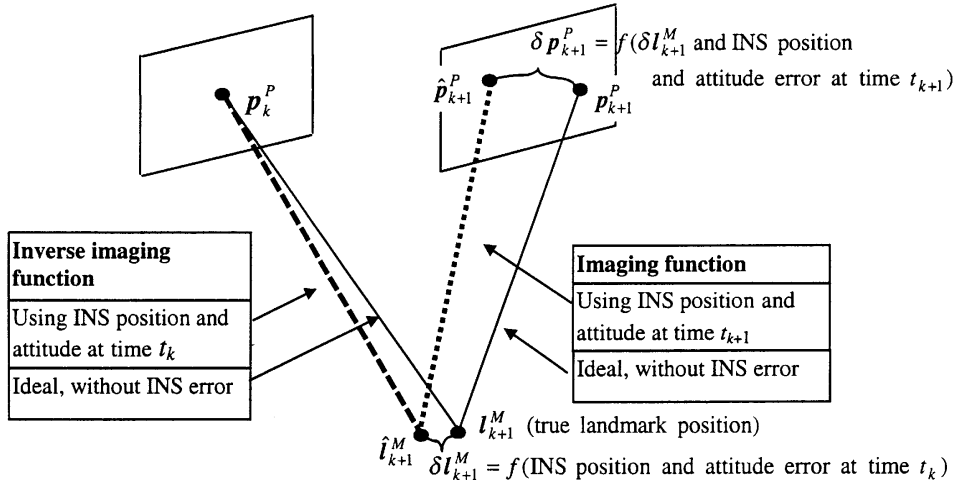 δp^P_{k+1} = f(δl^M_{k+1} and INS position
and attitude error at time t_{k+1})
p^P_k
p̂^P_{k+1}
p^P_{k+1}
Inverse imaging
function
Using INS position and
attitude at time t_k
Ideal, without INS error
Imaging function
Using INS position and
attitude at time t_{k+1}
Ideal, without INS error
l^M_{k+1} (true landmark position)
l̂^M_{k+1}
δl^M_{k+1} = f(INS position and attitude error at time t_k)